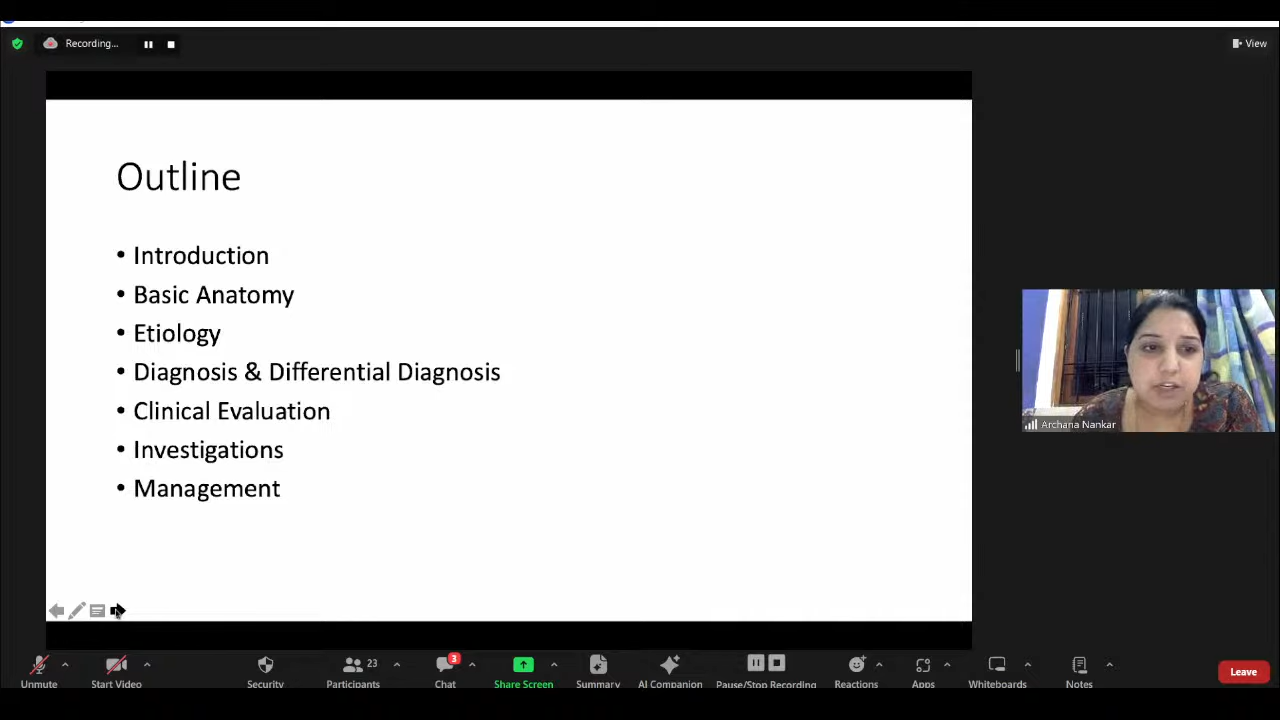 Recording...
View
Outline
• Introduction
• Basic Anatomy
• Etiology
• Diagnosis & Differential Diagnosis
• Clinical Evaluation
• Investigations
• Management
Archana Nankar
23
3
Unmute
Start Video
Security
Participants
Chat
Share Screen
Summary
AI Companion
Pause/Stop Recording
Reactions
Apps
Whiteboards
Notes
Leave